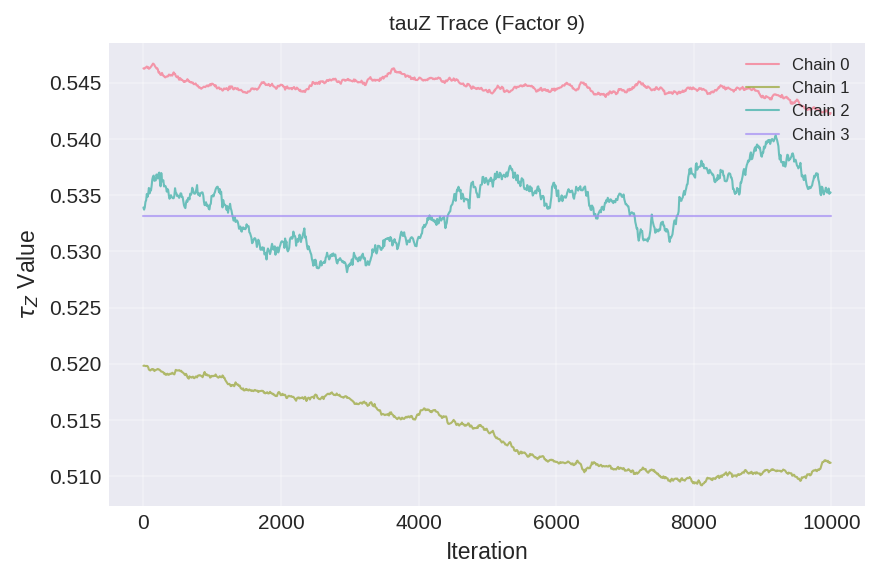 tauZ Trace (Factor 9)
τ_Z Value
0.545
0.540
0.535
0.530
0.525
0.520
0.515
0.510
Chain 0
Chain 1
Chain 2
Chain 3
0 2000 4000 6000 8000 10000
Iteration